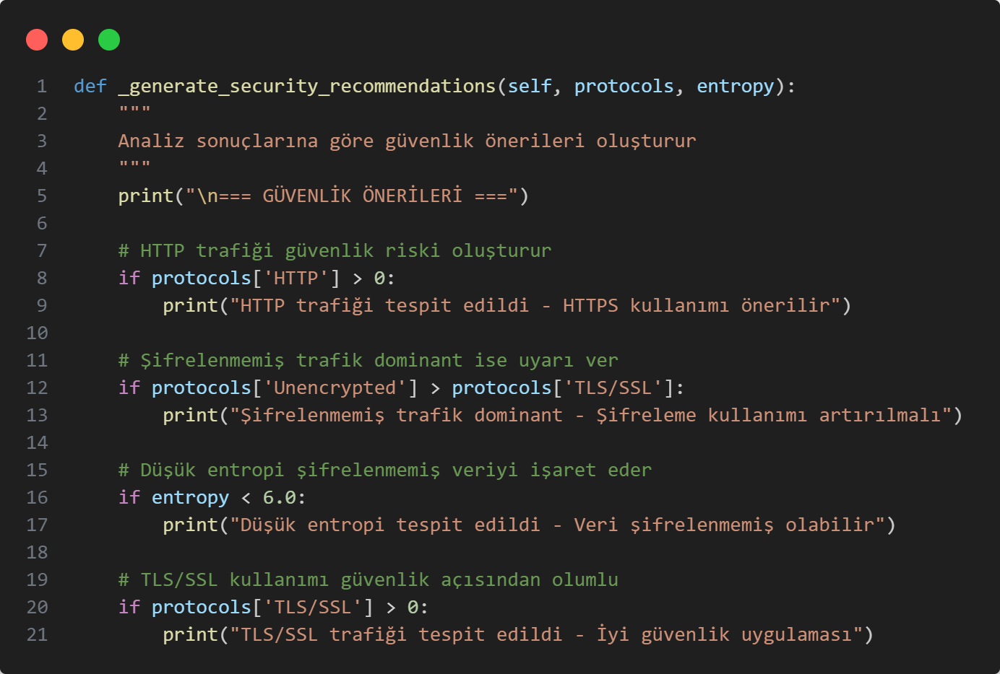 1 def _generate_security_recommendations(self, protocols, entropy):
2     """
3     Analiz sonuçlarına göre güvenlik önerileri oluşturur
4     """
5     print("\n=== GÜVENLİK ÖNERİLERİ ===")
6
7     # HTTP trafiği güvenlik riski oluşturur
8     if protocols['HTTP'] > 0:
9         print("HTTP trafiği tespit edildi - HTTPS kullanımı önerilir")
10
11     # Şifrelenmemiş trafik dominant ise uyarı ver
12     if protocols['Unencrypted'] > protocols['TLS/SSL']:
13         print("Şifrelenmemiş trafik dominant - Şifreleme kullanımı artırılmalı")
14
15     # Düşük entropi şifrelenmemiş veriyi işaret eder
16     if entropy < 6.0:
17         print("Düşük entropi tespit edildi - Veri şifrelenmemiş olabilir")
18
19     # TLS/SSL kullanımı güvenlik açısından olumlu
20     if protocols['TLS/SSL'] > 0:
21         print("TLS/SSL trafiği tespit edildi - İyi güvenlik uygulaması")